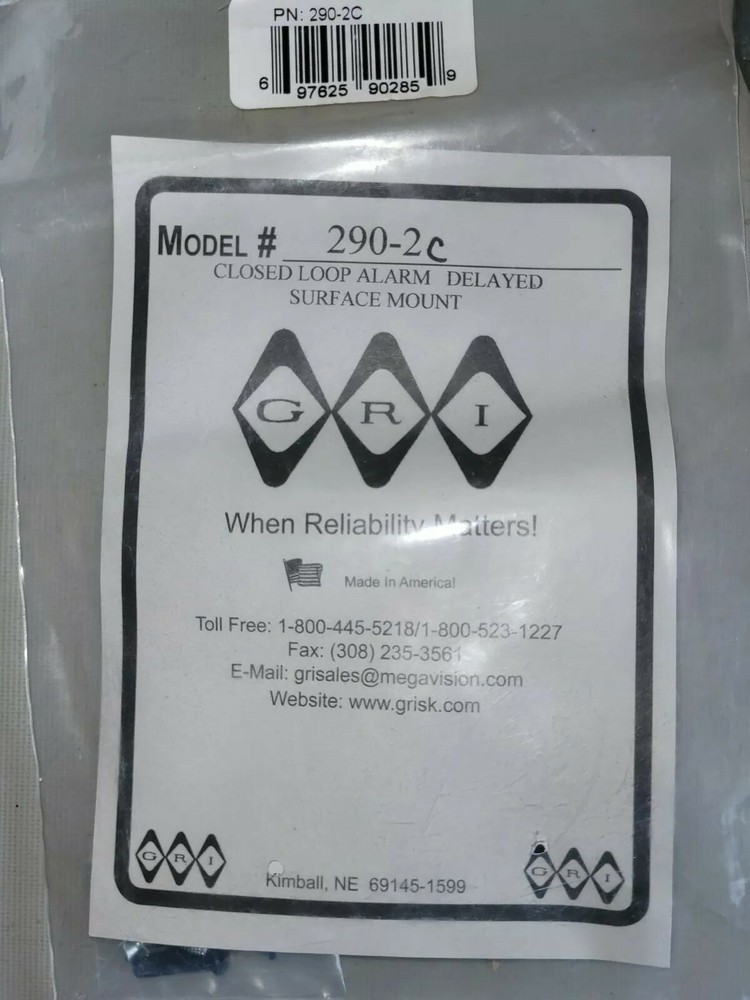 PN: 290-2C
6 97625 90285 9
MODEL # 290-2C
CLOSED LOOP ALARM DELAYED
SURFACE MOUNT
G R I
When Reliability Matters!
Made In America!
Toll Free: 1-800-445-5218/1-800-523-1227
Fax: (308) 235-3561
E-Mail: grisales@megavision.com
Website: www.grisk.com
G R I
Kimball, NE 69145-1599
G R I